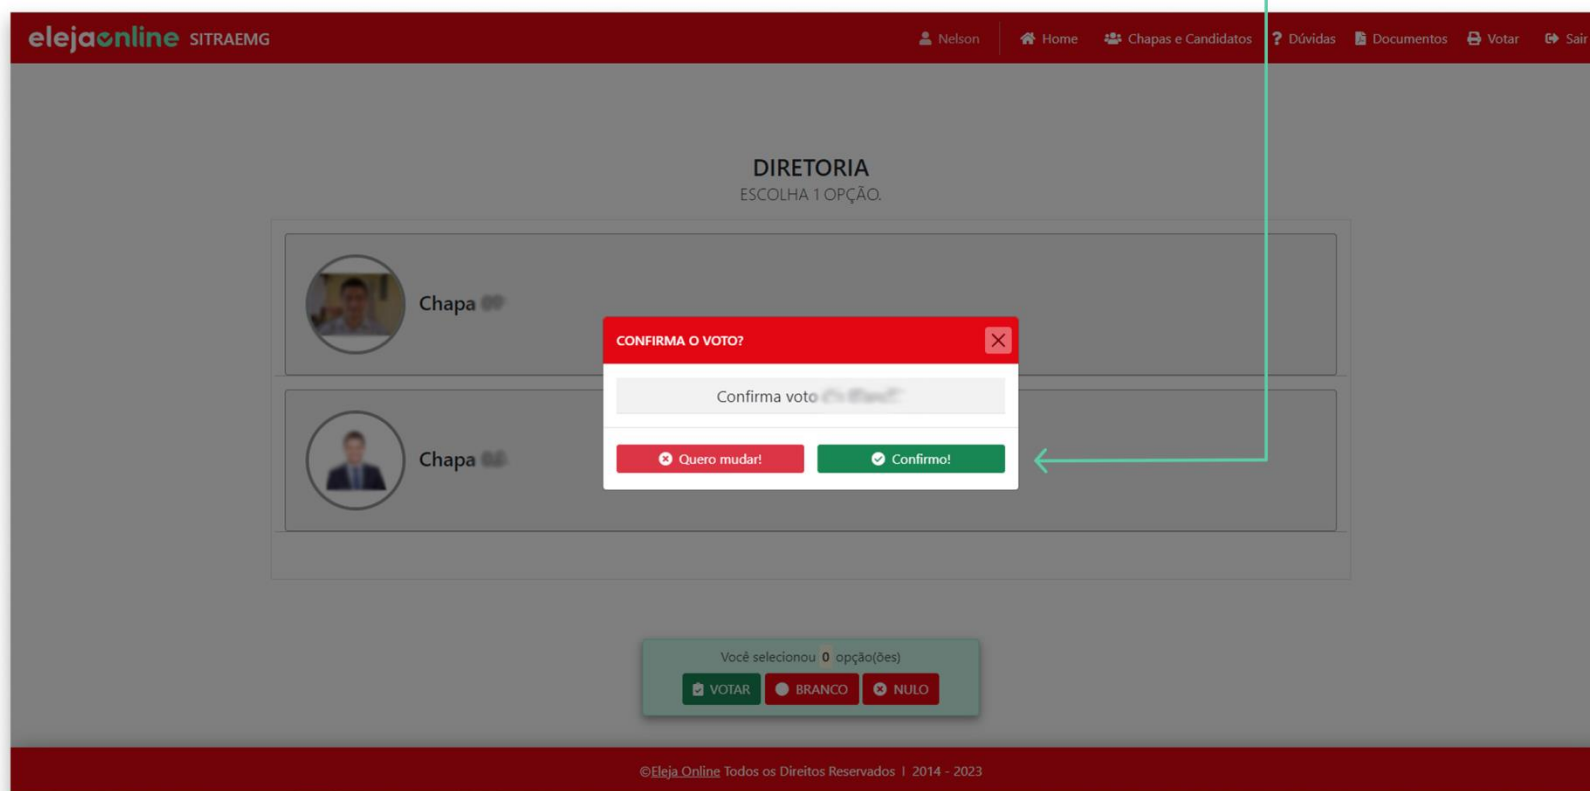 elejaonline SITRAEMG
Nelson
Home
Chapas e Candidatos
? Dúvidas
Documentos
Votar
Sair
DIRETORIA
ESCOLHA 1 OPÇÃO.
Chapa
CONFIRMA O VOTO?
Confirma voto
Quero mudar!
Confirmo!
Chapa
Você selecionou 0 opção(ões)
VOTAR
BRANCO
NULO
©Eleja Online Todos os Direitos Reservados | 2014 - 2023